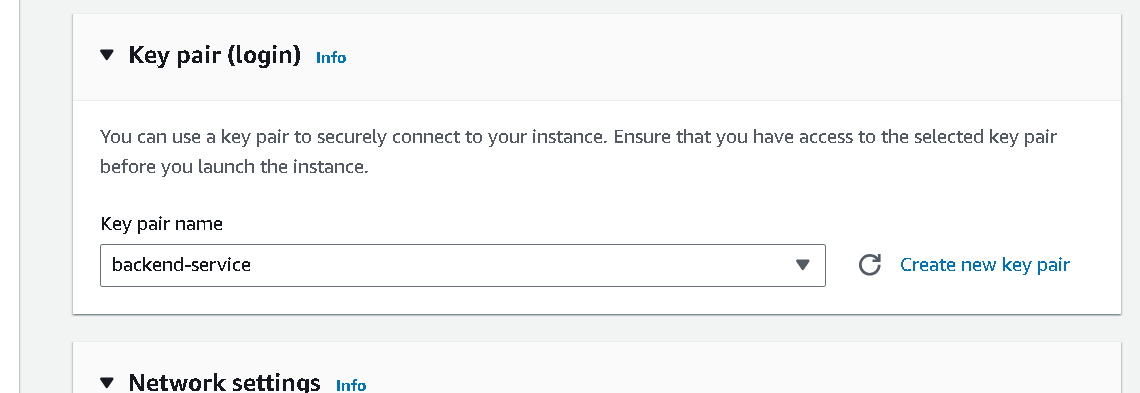 Key pair (login) Info
You can use a key pair to securely connect to your instance. Ensure that you have access to the selected key pair
before you launch the instance.
Key pair name
backend-service
Create new key pair
Network settings Info